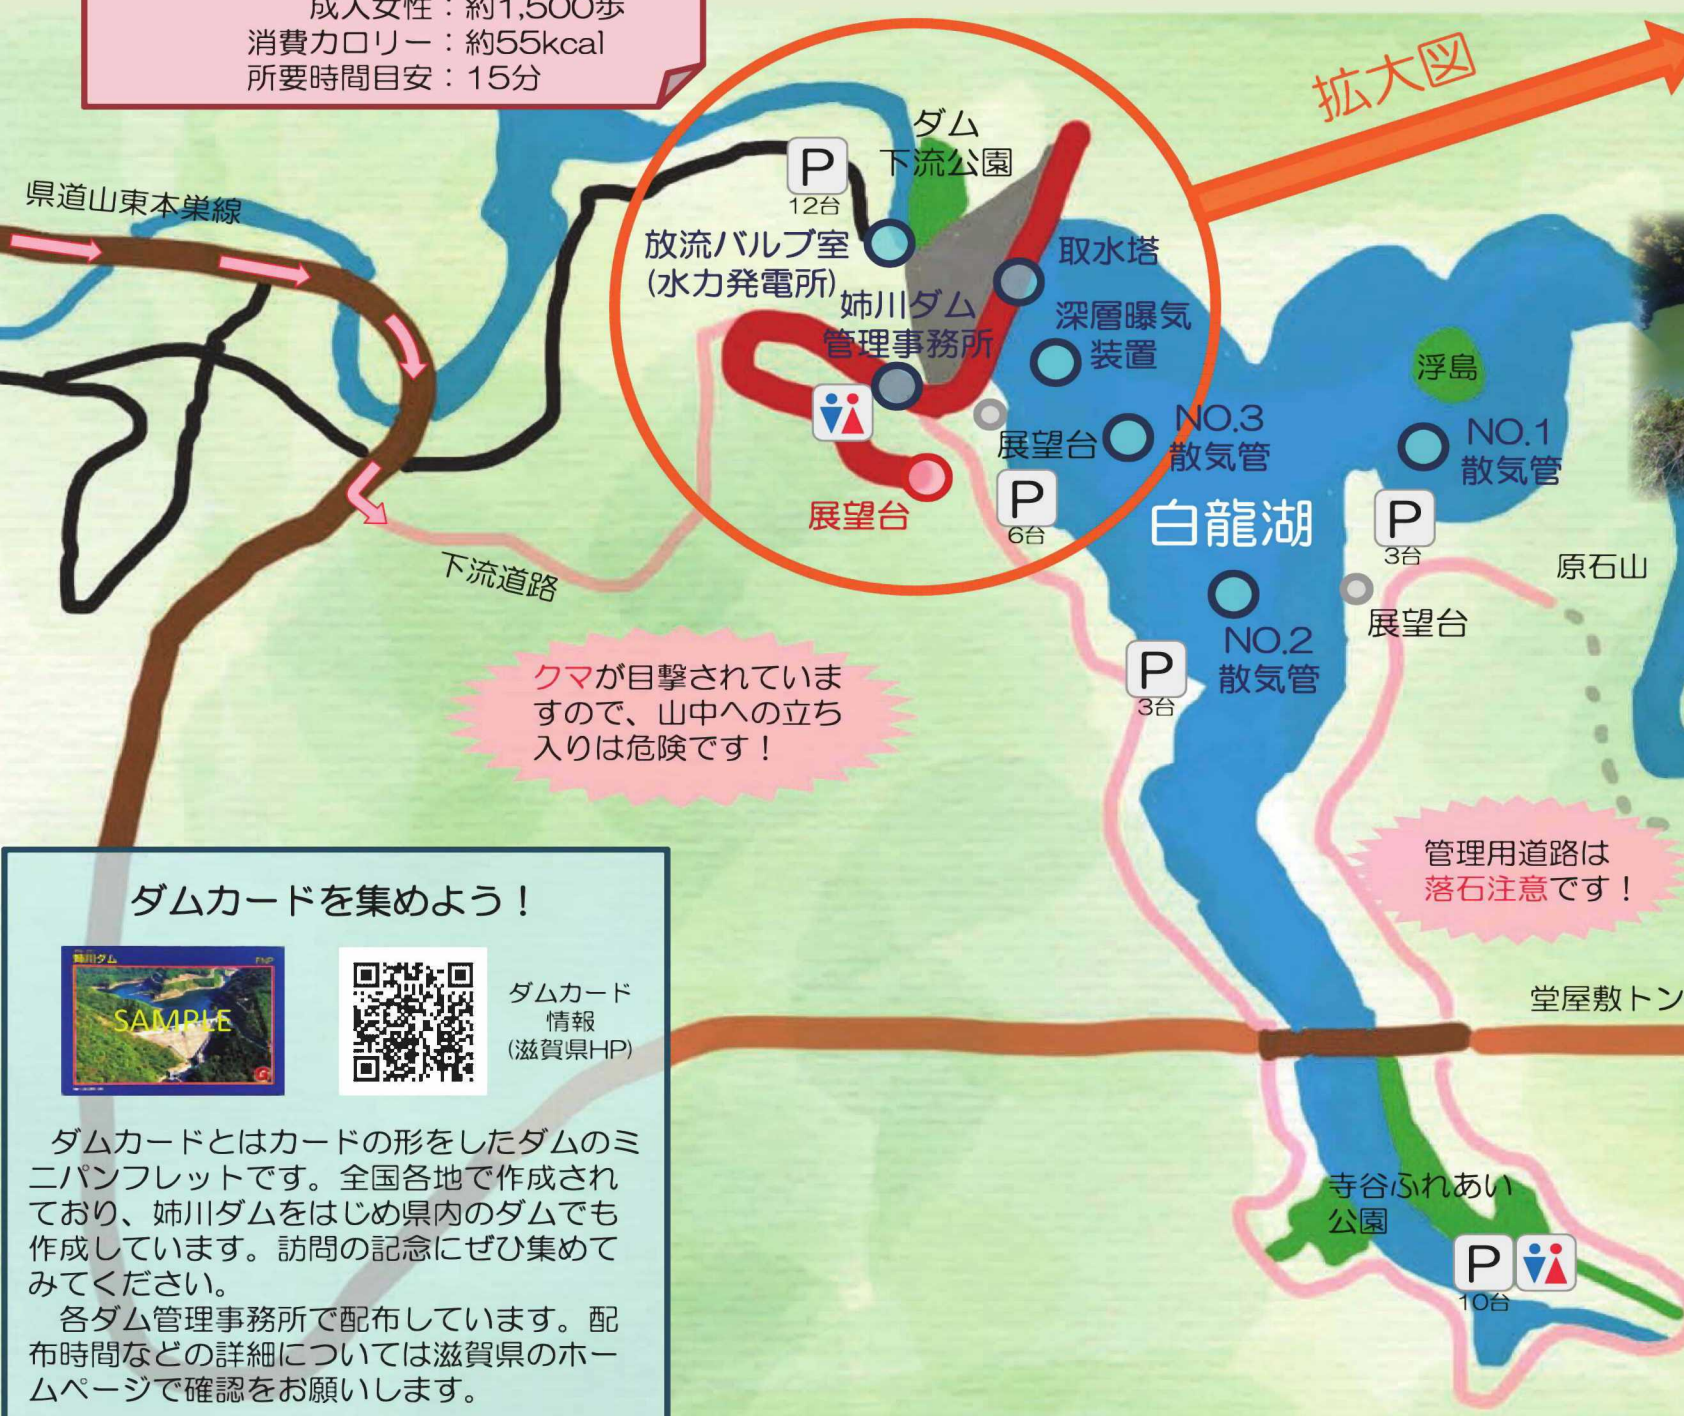 成人女性：約1,500歩
消費カロリー：約55kcal
所要時間目安：15分
拡大図
県道山東本巣線
P
12台
ダム
下流公園
放流バルブ室
(水力発電所)
姉川ダム
管理事務所
取水塔
深層曝気
装置
展望台
NO.3
散気管
浮島
NO.1
散気管
展望台
P
6台
白龍湖
P
3台
原石山
下流道路
展望台
NO.2
散気管
P
3台
クマが目撃されていま
すので、山中への立ち
入りは危険です！
管理用道路は
落石注意です！
堂屋敷トン
寺谷ふれあい
公園
P
10台
ダムカードを集めよう！
姉川ダム
FNP
SAMPLE
ダムカード
情報
(滋賀県HP)
ダムカードとはカードの形をしたダムのミ
ニパンフレットです。全国各地で作成され
ており、姉川ダムをはじめ県内のダムでも
作成しています。訪問の記念にぜひ集めて
みてください。
各ダム管理事務所で配布しています。配
布時間などの詳細については滋賀県のホー
ムページで確認をお願いします。